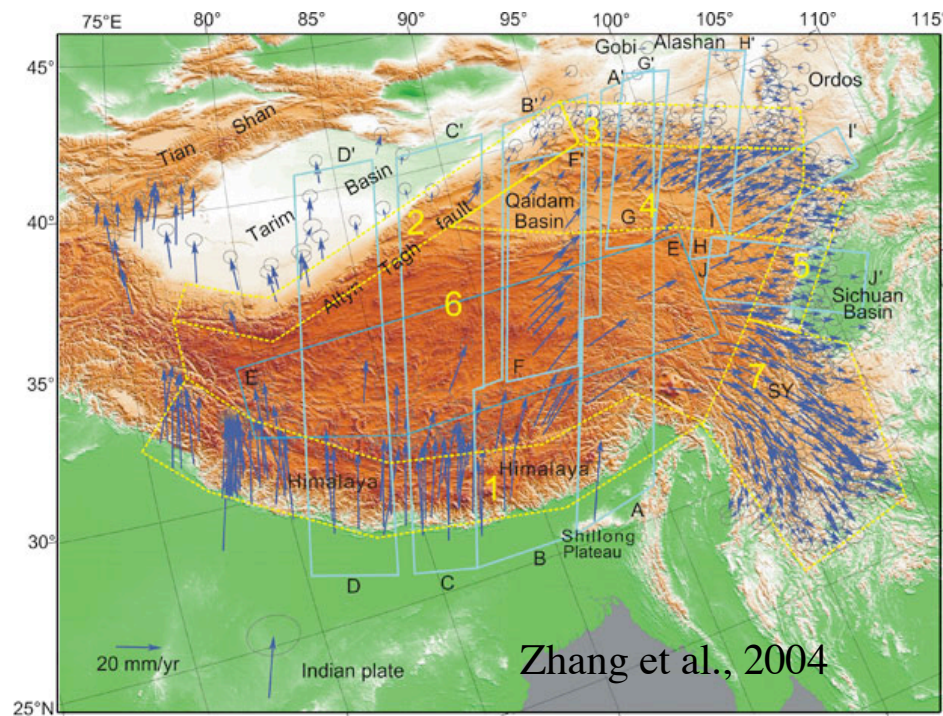 75°E 80° 85° 90° 95° 100° 105° 110° 115°
45°
40°
35°
30°
25°N
Gobi Alashan H'
A' G'
Ordos
B'
Tian Shan
C'
3
I'
D'
Basin
F'
Tarim
Qaidam
Basin
4
2
G
I
Altyn Tagh fault
E H
5
J
J'
Sichuan
Basin
6
E
F
7
SY
Himalaya
Himalaya
1
A
Shillong
Plateau
B
D
C
20 mm/yr
Indian plate
Zhang et al., 2004